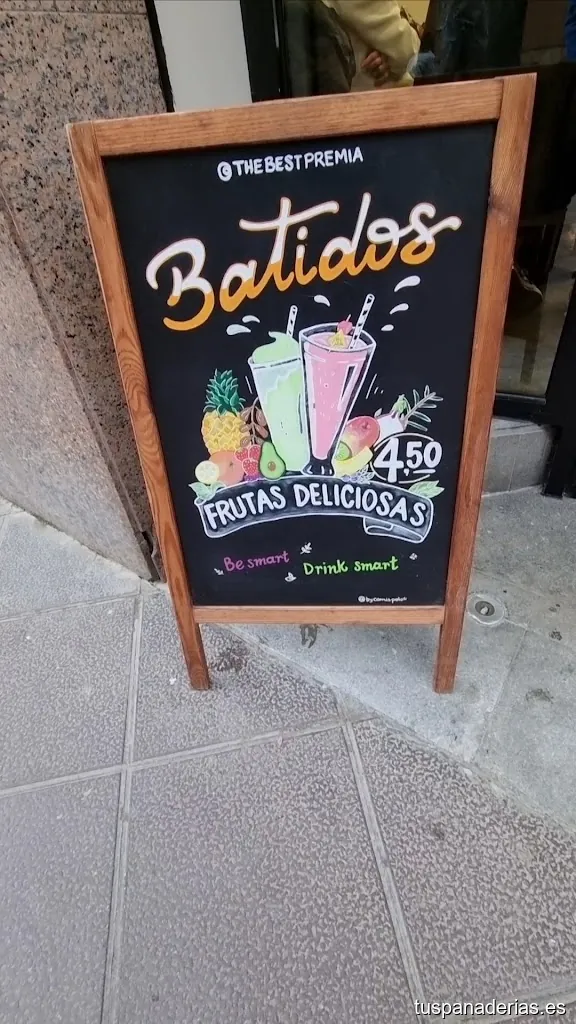 THE BEST PREMIA
Batidos
4,50
FRUTAS DELICIOSAS
Be smart
Drink smart
tuspanaderias.es